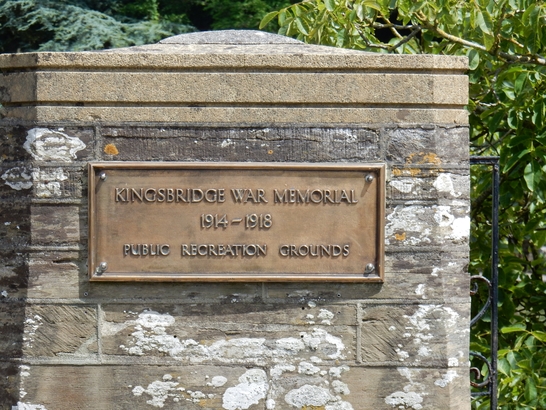 KINGSBRIDGE WAR MEMORIAL
1914-1918
PUBLIC RECREATION GROUNDS